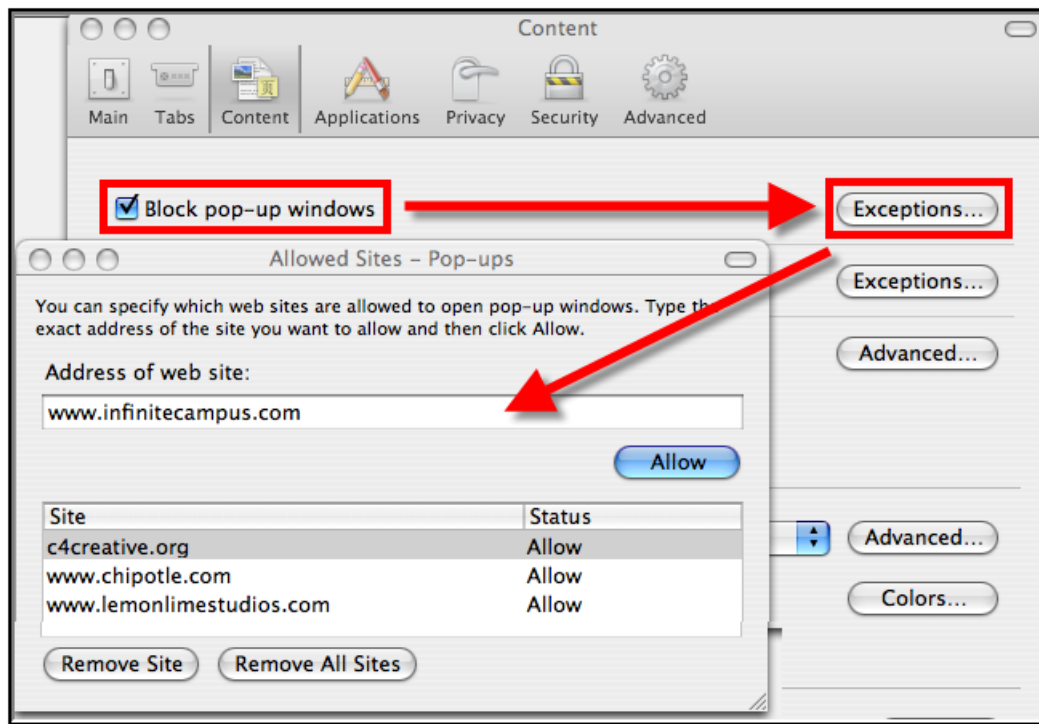 Content
Main Tabs Content Applications Privacy Security Advanced
页
Block pop-up windows Exceptions...
Allowed Sites – Pop-ups
Exceptions...
You can specify which web sites are allowed to open pop-up windows. Type the
exact address of the site you want to allow and then click Allow.
Advanced...
Address of web site:
www.infinitecampus.com
Allow
Site Status
c4creative.org Allow
Advanced...
www.chipotle.com Allow
www.lemonlimestudios.com Allow
Colors...
Remove Site Remove All Sites